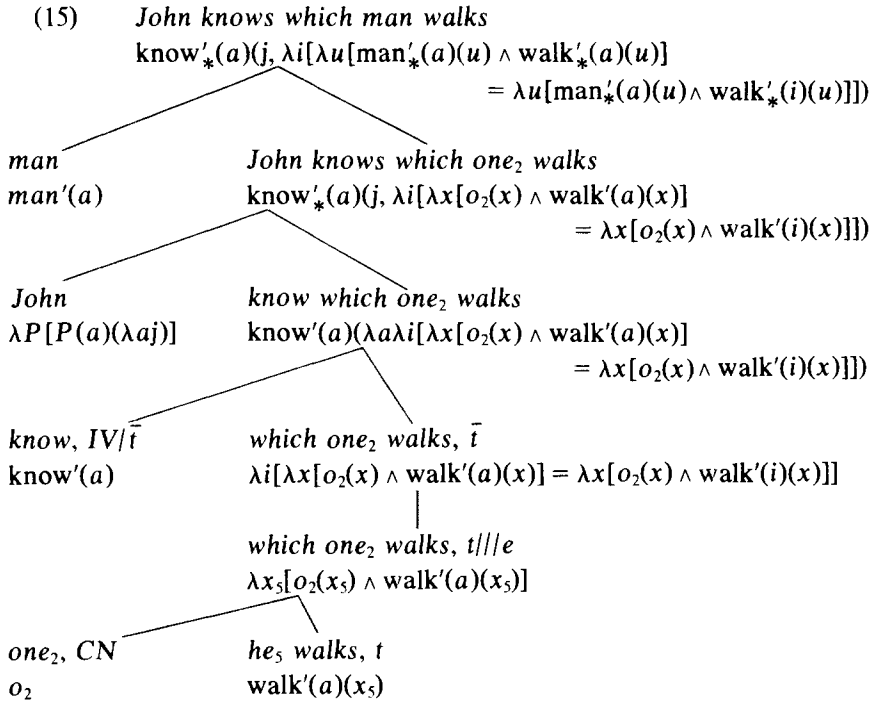 (15) John knows which man walks
know′∗(a)(j, λi[λu[man′∗(a)(u) ∧ walk′∗(a)(u)]
= λu[man′∗(a)(u) ∧ walk′∗(i)(u)]])
man John knows which one₂ walks
man′(a) know′∗(a)(j, λi[λx[o₂(x) ∧ walk′(a)(x)]
= λx[o₂(x) ∧ walk′(i)(x)]])
John know which one₂ walks
λP[P(a)(λaj)] know′(a)(λaλi[λx[o₂(x) ∧ walk′(a)(x)]
= λx[o₂(x) ∧ walk′(i)(x)]])
know, IV/t̄ which one₂ walks, t̄
know′(a) λi[λx[o₂(x) ∧ walk′(a)(x)] = λx[o₂(x) ∧ walk′(i)(x)]]
which one₂ walks, t///e
λx₅[o₂(x₅) ∧ walk′(a)(x₅)]
one₂, CN he₅ walks, t
o₂ walk′(a)(x₅)